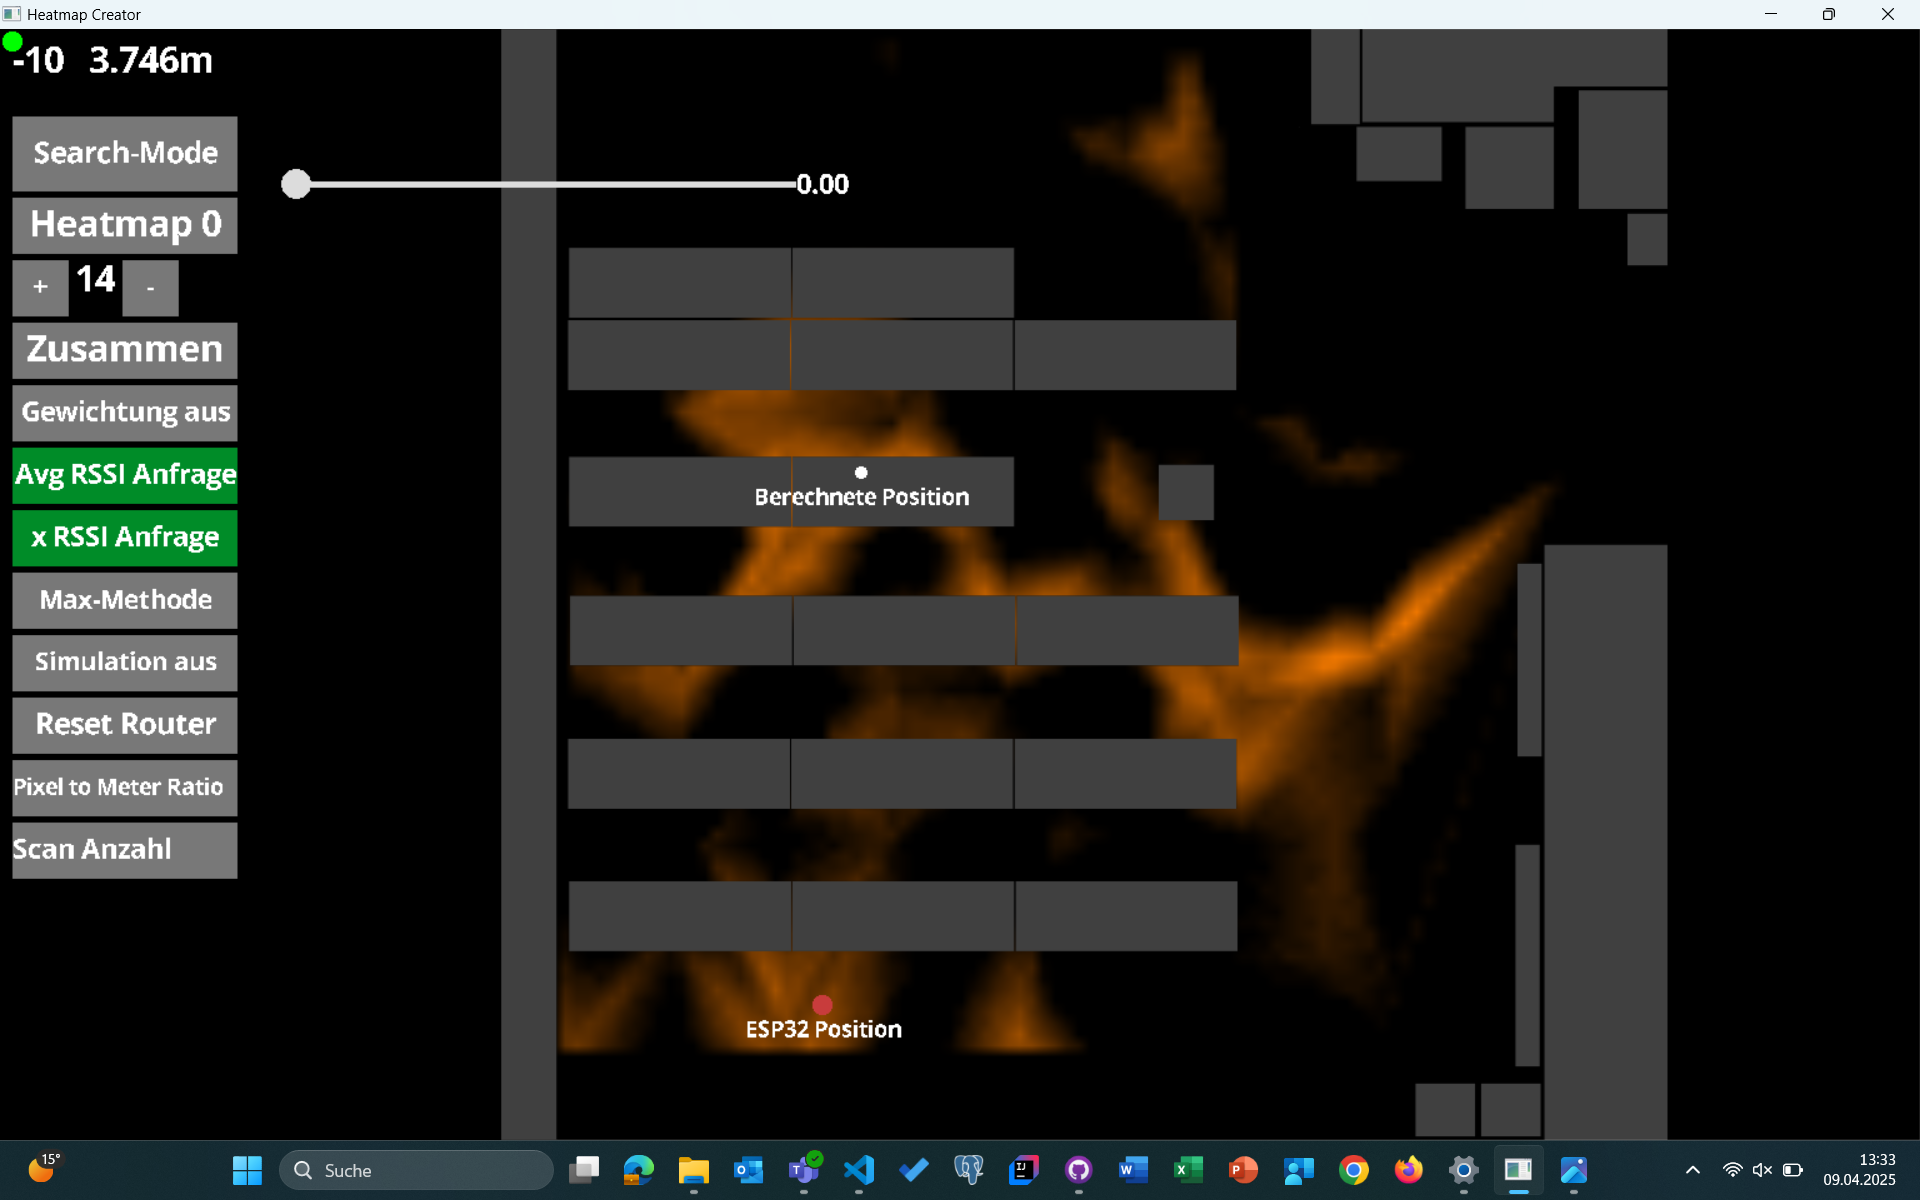 Heatmap Creator
-10 3.746m
Search-Mode
0.00
Heatmap 0
+ 14 -
Zusammen
Gewichtung aus
Avg RSSI Anfrage
Berechnete Position
x RSSI Anfrage
Max-Methode
Simulation aus
Reset Router
Pixel to Meter Ratio
Scan Anzahl
ESP32 Position
15°
Suche
13:33
09.04.2025